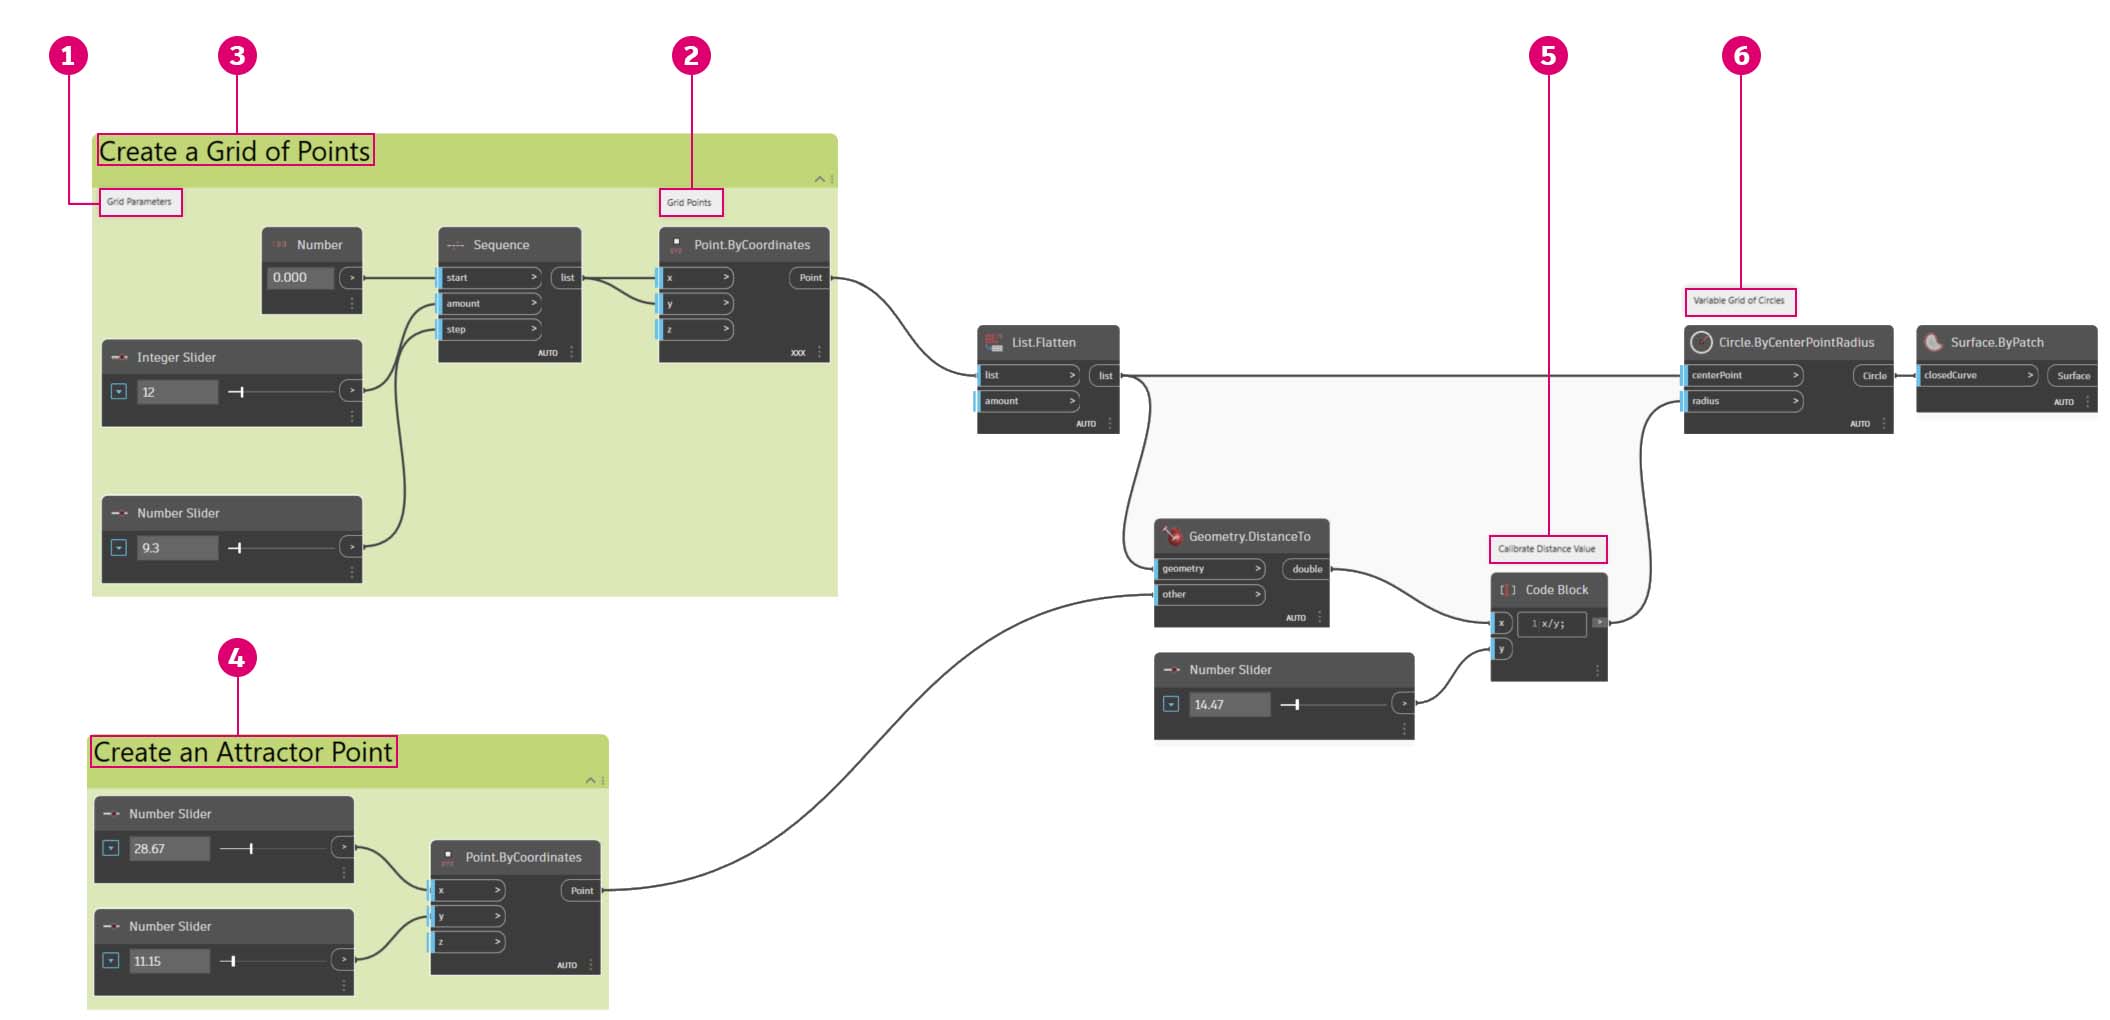 1
3
2
5
6
Create a Grid of Points
Grid Parameters
Grid Points
Number
0.000
>
Sequence
start >
list
amount >
step >
AUTO
Point.ByCoordinates
x >
Point
y >
z >
XXX
Integer Slider
12
>
Number Slider
9.3
>
List.Flatten
list >
list
amount >
AUTO
Variable Grid of Circles
Circle.ByCenterPointRadius
centerPoint >
Circle
radius >
AUTO
Surface.ByPatch
closedCurve >
Surface
AUTO
Geometry.DistanceTo
geometry >
double
other >
AUTO
Calibrate Distance Value
[ ] Code Block
x
1 x/y;
>
y
Number Slider
14.47
>
4
Create an Attractor Point
Number Slider
28.67
>
Number Slider
11.15
>
Point.ByCoordinates
x >
Point
y >
z >
AUTO